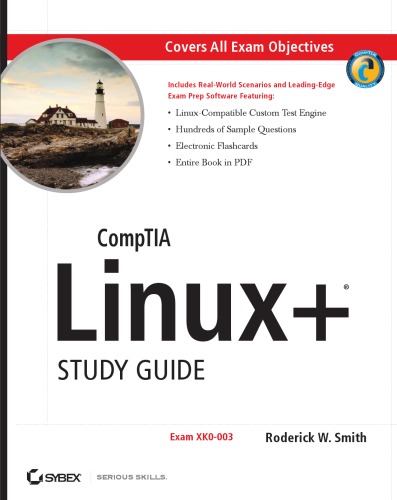 Covers All Exam Objectives
Includes Real-World Scenarios and Leading-Edge
Exam Prep Software Featuring:
• Linux-Compatible Custom Test Engine
• Hundreds of Sample Questions
• Electronic Flashcards
• Entire Book in PDF
CompTIA
Linux+®
STUDY GUIDE
Exam XK0-003
Roderick W. Smith
SYBEX
SERIOUS SKILLS.